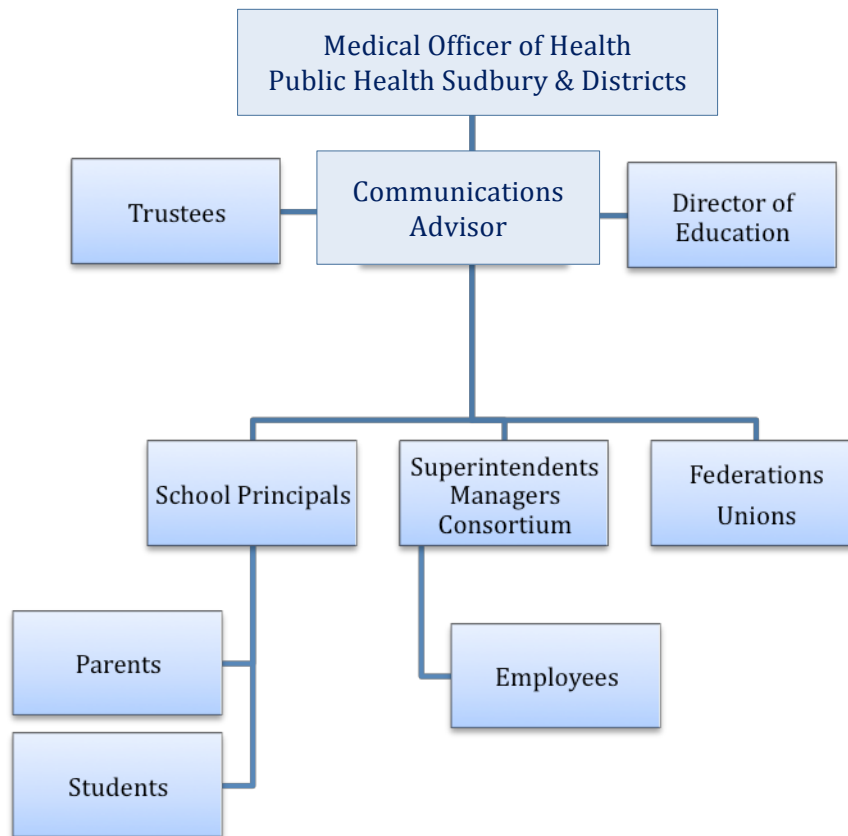 Medical Officer of Health
Public Health Sudbury & Districts
Trustees
Communications
Advisor
Director of
Education
School Principals
Superintendents
Managers
Consortium
Federations
Unions
Parents
Employees
Students